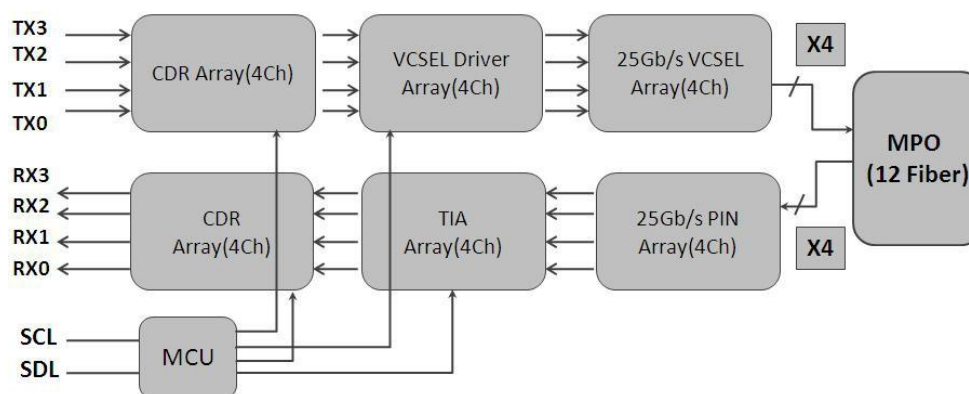 TX3
TX2
TX1
TX0
CDR Array(4Ch)
VCSEL Driver
Array(4Ch)
25Gb/s VCSEL
Array(4Ch)
X4
MPO
(12 Fiber)
RX3
RX2
RX1
RX0
CDR
Array(4Ch)
TIA
Array(4Ch)
25Gb/s PIN
Array(4Ch)
X4
SCL
SDL
MCU